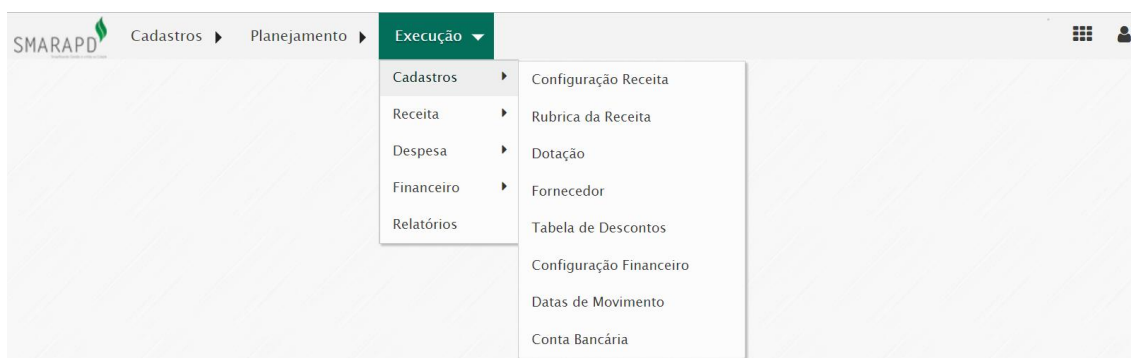 SMARAPD
Cadastros
Planejamento
Execução
Cadastros
Receita
Despesa
Financeiro
Relatórios
Configuração Receita
Rubrica da Receita
Dotação
Fornecedor
Tabela de Descontos
Configuração Financeiro
Datas de Movimento
Conta Bancária